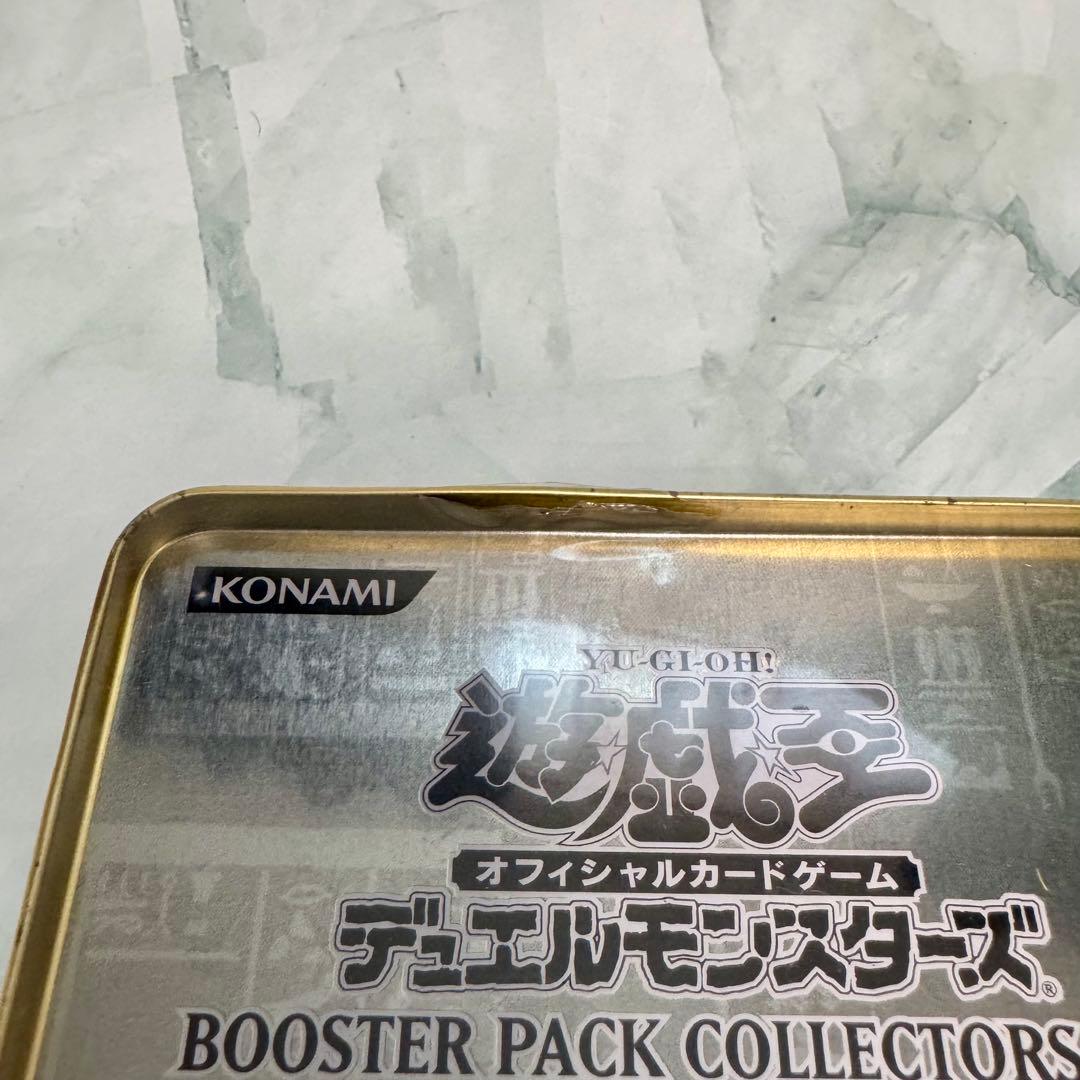 KONAMI
YU-GI-OH!
遊戯王
オフィシャルカードゲーム
デュエルモンスターズ®
BOOSTER PACK COLLECTORS